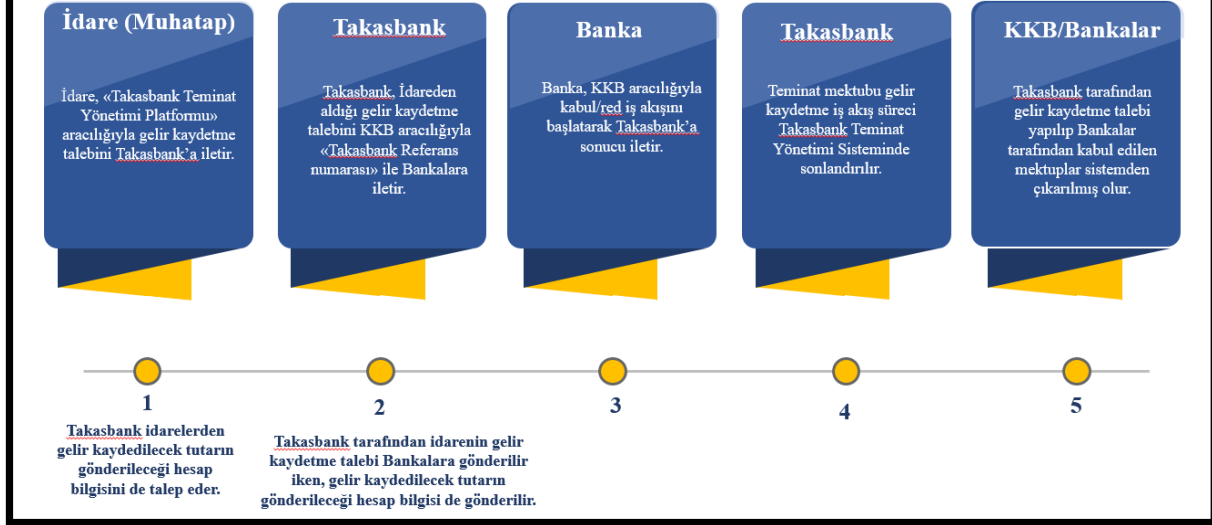 İdare (Muhatap)
İdare, «Takasbank Teminat
Yönetimi Platformu»
aracılığıyla gelir kaydetme
talebini Takasbank’a iletir.
Takasbank
Takasbank, İdareden
aldığı gelir kaydetme
talebini KKB aracılığıyla
«Takasbank Referans
numarası» ile Bankalara
iletir.
Banka
Banka, KKB aracılığıyla
kabul/red iş akışını
başlatarak Takasbank’a
sonucu iletir.
Takasbank
Teminat mektubu gelir
kaydetme iş akış süreci
Takasbank Teminat
Yönetimi Sisteminde
sonlandırılır.
KKB/Bankalar
Takasbank tarafından
gelir kaydetme talebi
yapılıp Bankalar
tarafından kabul edilen
mektuplar sistemden
çıkarılmış olur.
1
Takasbank idarelerden
gelir kaydedilecek tutarın
gönderileceği hesap
bilgisini de talep eder.
2
Takasbank tarafından idarenin gelir
kaydetme talebi Bankalara gönderilir
iken, gelir kaydedilecek tutarın
gönderileceği hesap bilgisi de gönderilir.
3
4
5